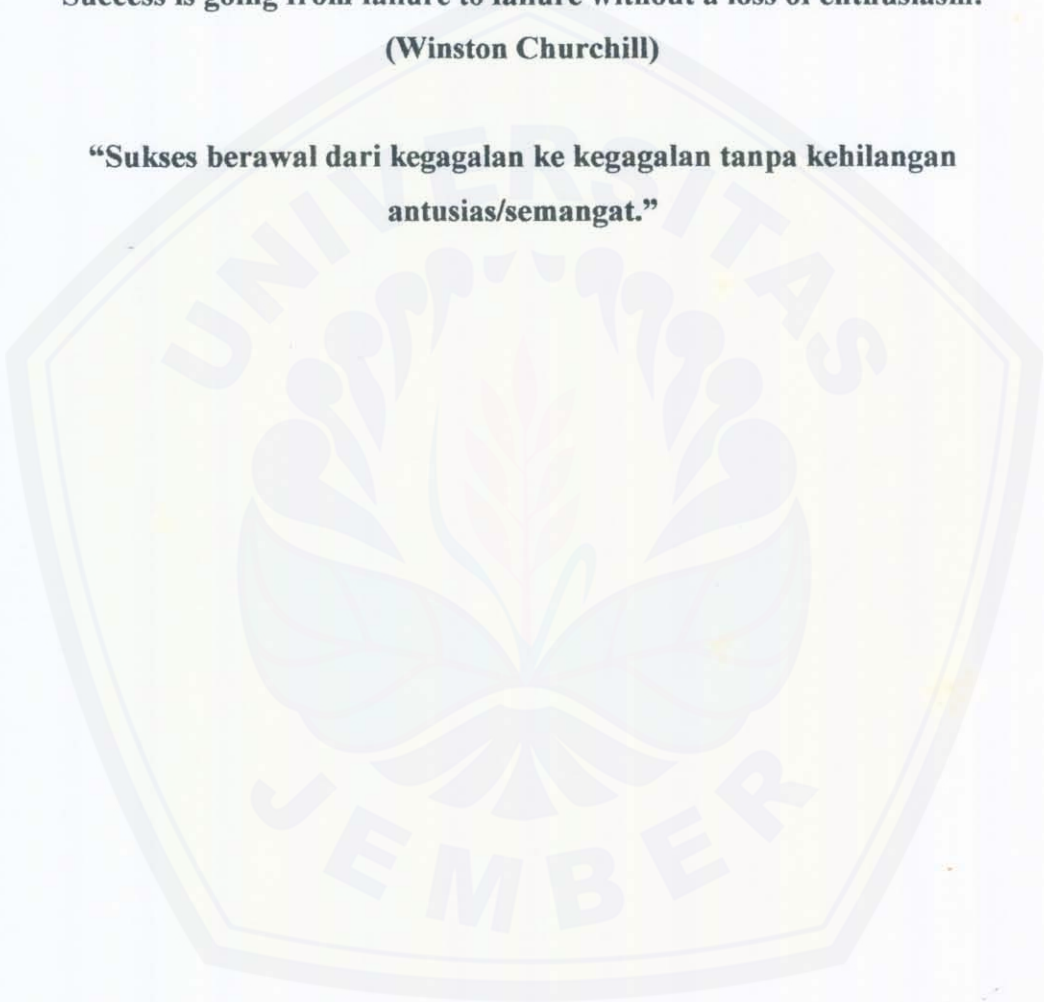 Success is going from failure to failure without a loss of enthusiasm.
(Winston Churchill)
“Sukses berawal dari kegagalan ke kegagalan tanpa kehilangan
antusias/semangat.”
UNIVERSITAS
JEMBER